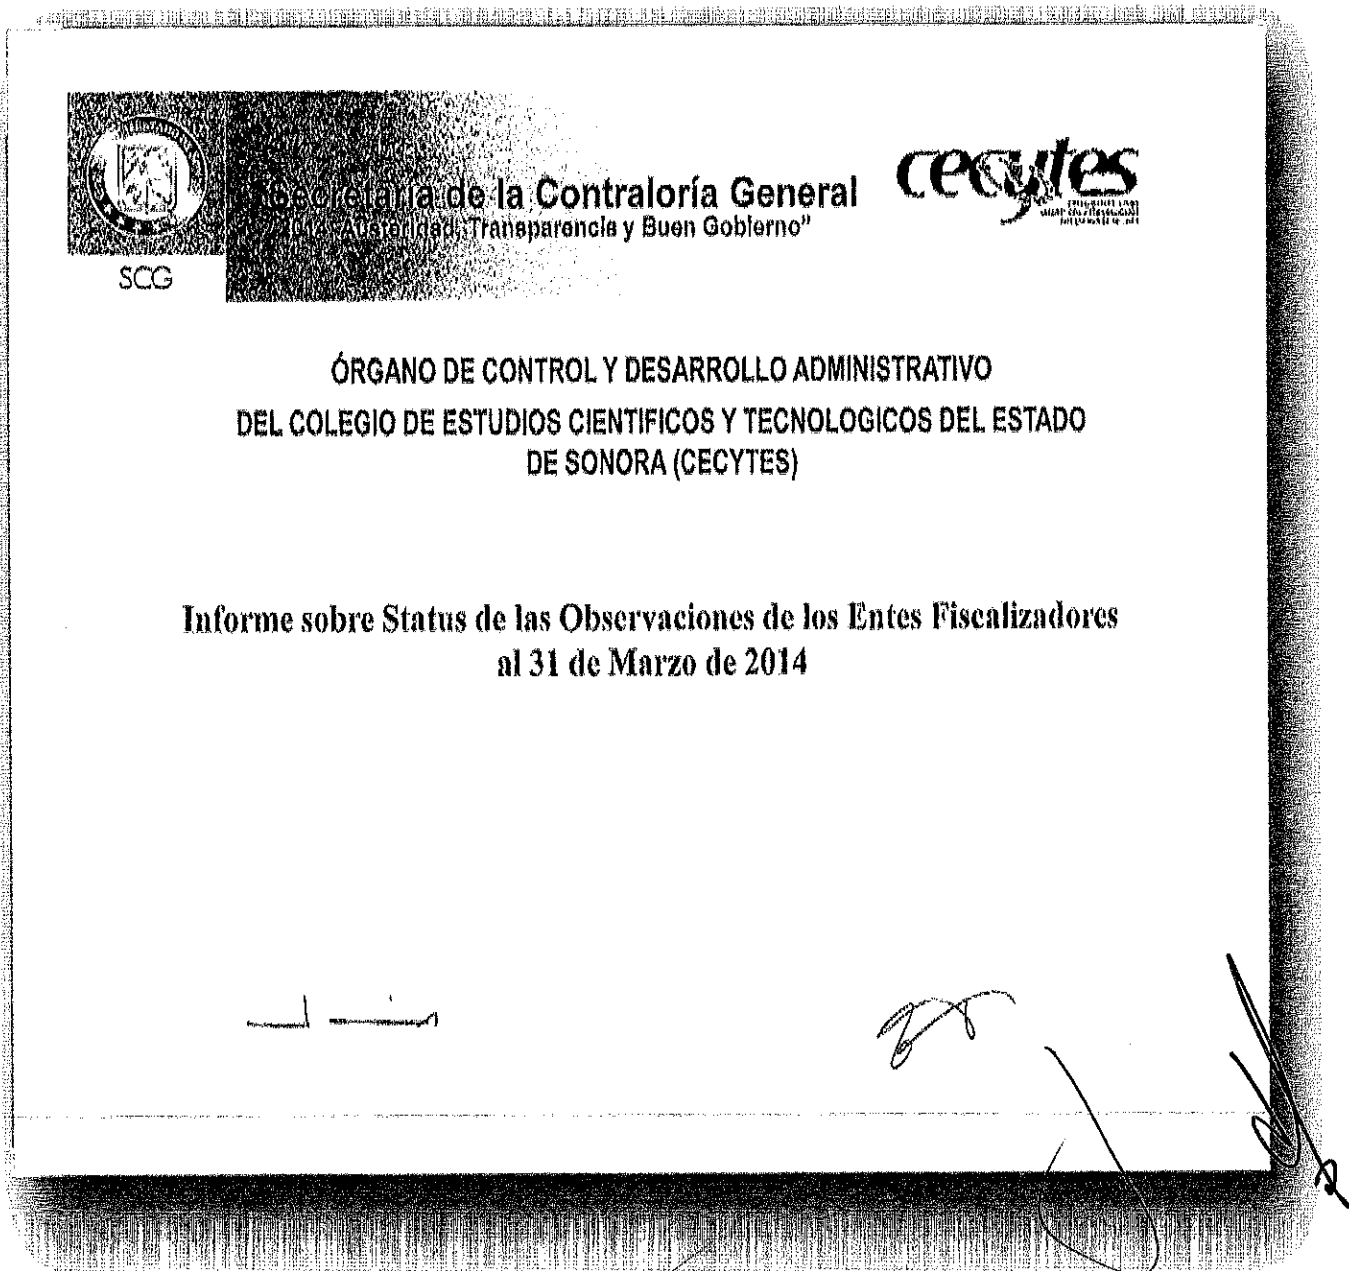 cecytes
Secretaría de la Contraloría General
"2014: Austeridad, Transparencia y Buen Gobierno"
SCG
ÓRGANO DE CONTROL Y DESARROLLO ADMINISTRATIVO
DEL COLEGIO DE ESTUDIOS CIENTIFICOS Y TECNOLOGICOS DEL ESTADO
DE SONORA (CECYTES)
Informe sobre Status de las Observaciones de los Entes Fiscalizadores
al 31 de Marzo de 2014